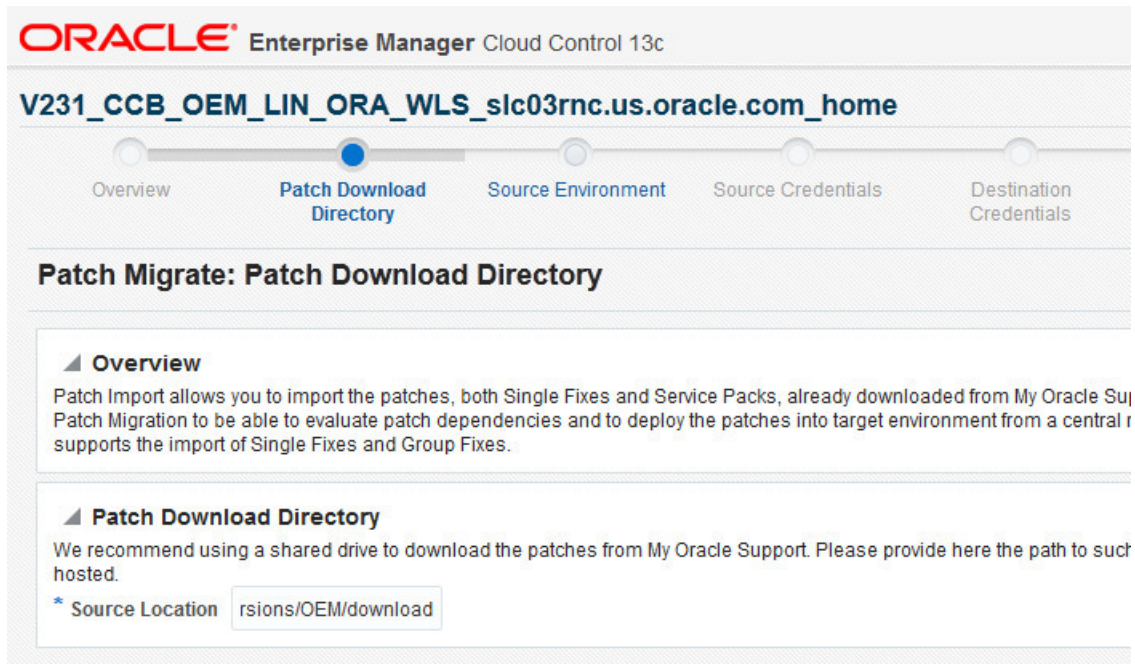 ORACLE Enterprise Manager Cloud Control 13c
V231_CCB_OEM_LIN_ORA_WLS_slc03rnc.us.oracle.com_home
Overview
Patch Download
Directory
Source Environment
Source Credentials
Destination
Credentials
Patch Migrate: Patch Download Directory
Overview
Patch Import allows you to import the patches, both Single Fixes and Service Packs, already downloaded from My Oracle
Patch Migration to be able to evaluate patch dependencies and to deploy the patches into target environment from a central
supports the import of Single Fixes and Group Fixes.
Patch Download Directory
We recommend using a shared drive to download the patches from My Oracle Support. Please provide here the path to such
hosted.
* Source Location rsions/OEM/download